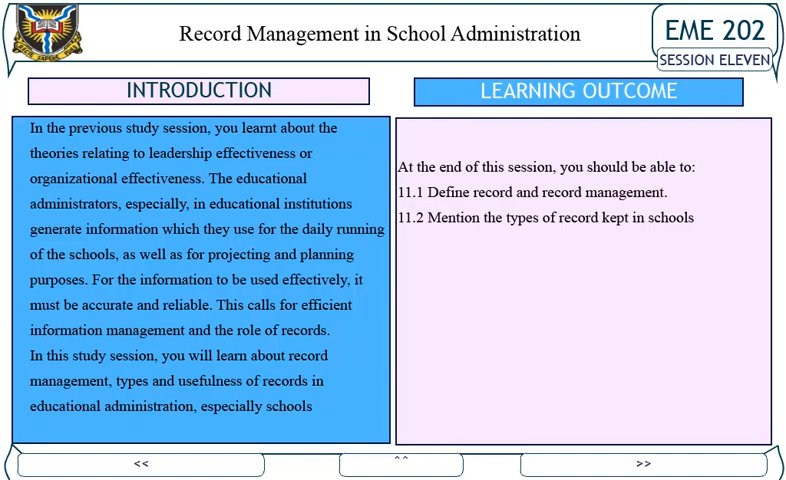 Record Management in School Administration
EME 202
SESSION ELEVEN
INTRODUCTION
In the previous study session, you learnt about the
theories relating to leadership effectiveness or
organizational effectiveness. The educational
administrators, especially, in educational institutions
generate information which they use for the daily running
of the schools, as well as for projecting and planning
purposes. For the information to be used effectively, it
must be accurate and reliable. This calls for efficient
information management and the role of records.
In this study session, you will learn about record
management, types and usefulness of records in
educational administration, especially schools
LEARNING OUTCOME
At the end of this session, you should be able to:
11.1 Define record and record management.
11.2 Mention the types of record kept in schools
<<
^^
>>